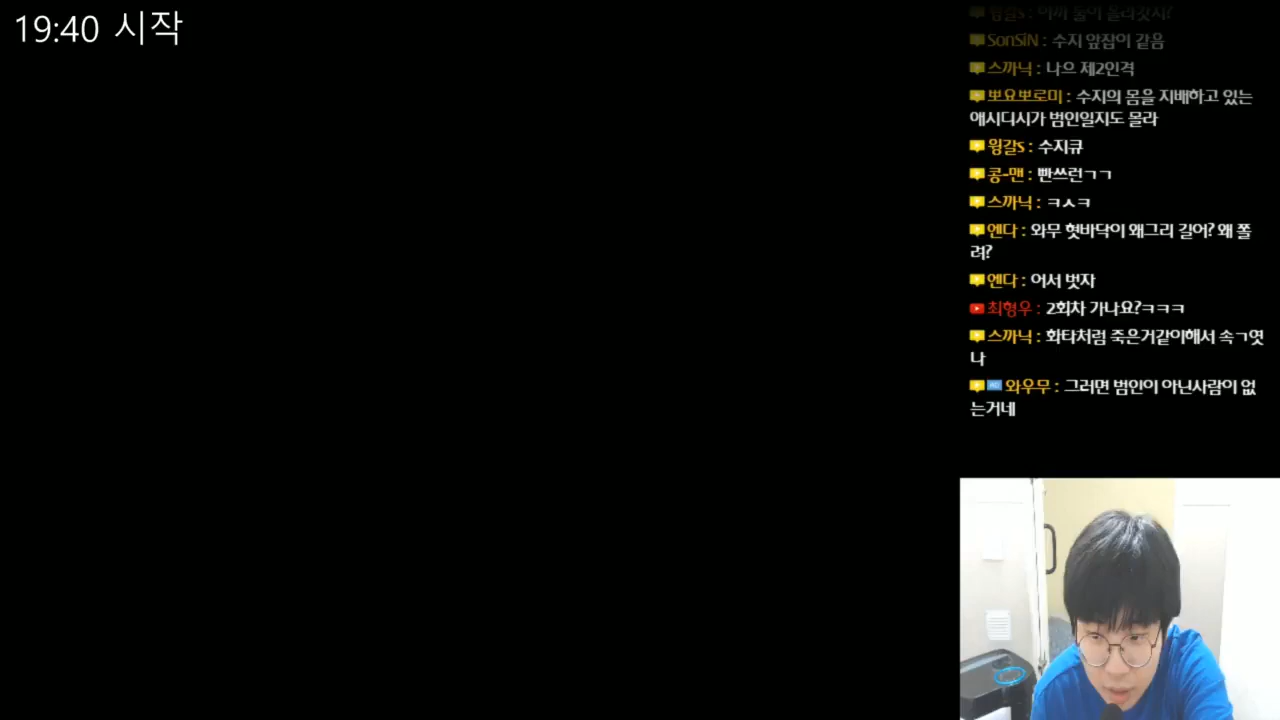 19:40 시작
SonSiN : 수지 앞잠이 같음
스까닉 : 나으 제2인격
뽀요뽀로미 : 수지의 몸을 지배하고 있는
애시디시가 범인일지도 몰라
웡갈s : 수지큐
콩-맨 : 빤쓰런ㄱㄱ
스까닉 : ㅋㅅㅋ
엔다 : 와무 혓바닥이 왜그리 길어? 왜 쫄
려?
엔다 : 어서 벗자
최형우 : 2회차 가나요?ㅋㅋㅋ
스까닉 : 화타처럼 죽은거같이해서 속ㄱ엿
나
와우무 : 그러면 범인이 아닌사람이 없
는거네